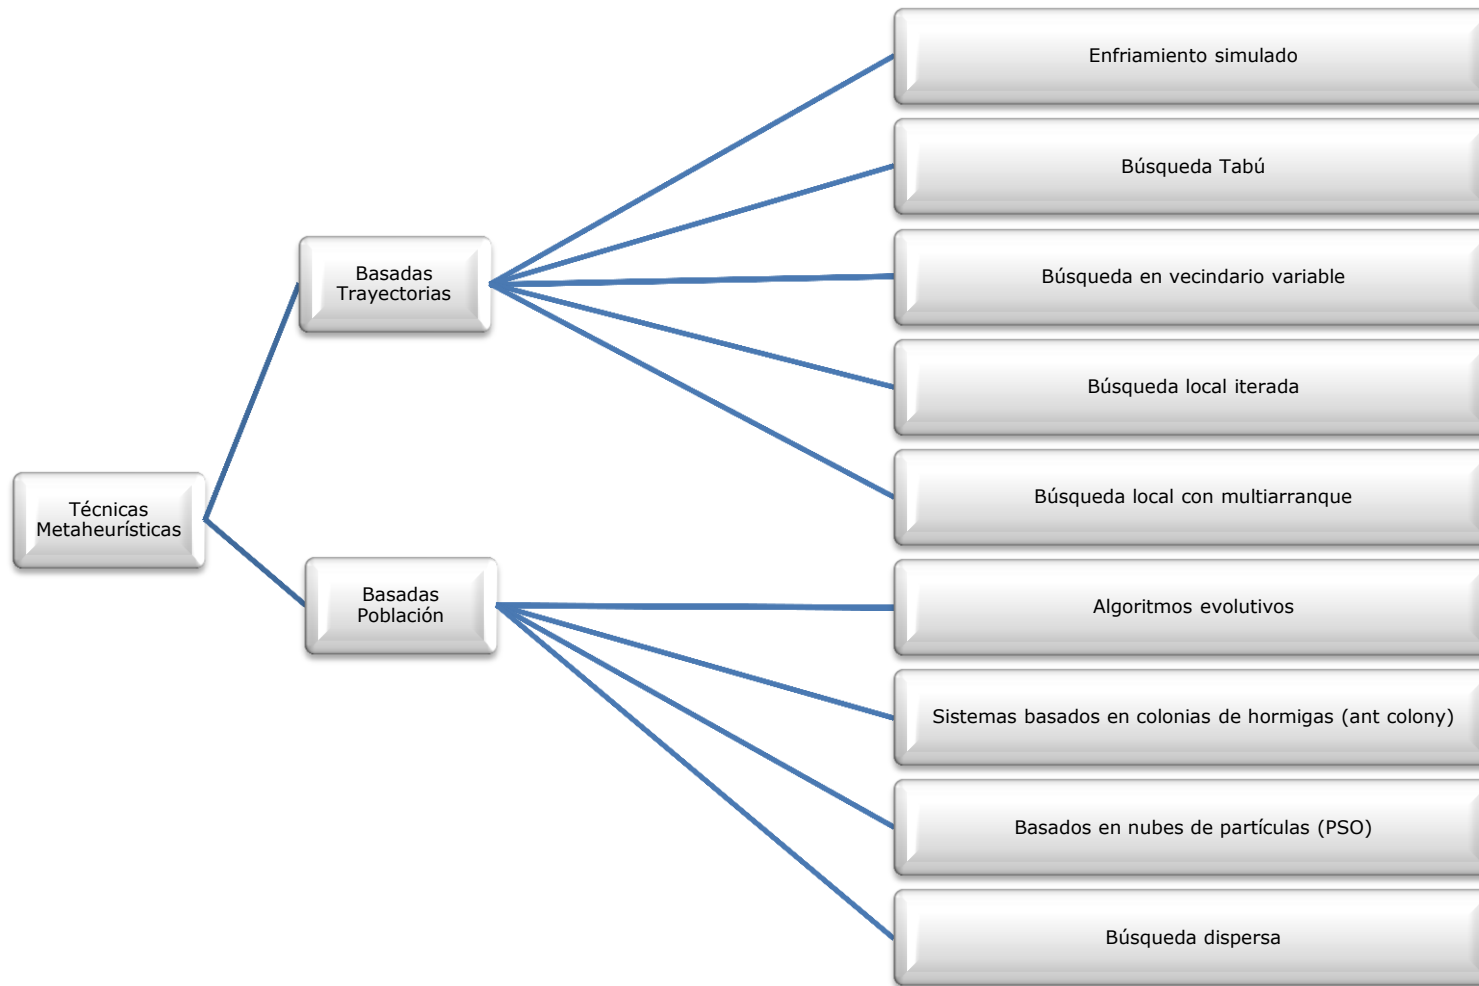 Enfriamiento simulado
Búsqueda Tabú
Basadas
Trayectorias
Búsqueda en vecindario variable
Búsqueda local iterada
Búsqueda local con multiarranque
Técnicas
Metaheurísticas
Basadas
Población
Algoritmos evolutivos
Sistemas basados en colonias de hormigas (ant colony)
Basados en nubes de partículas (PSO)
Búsqueda dispersa